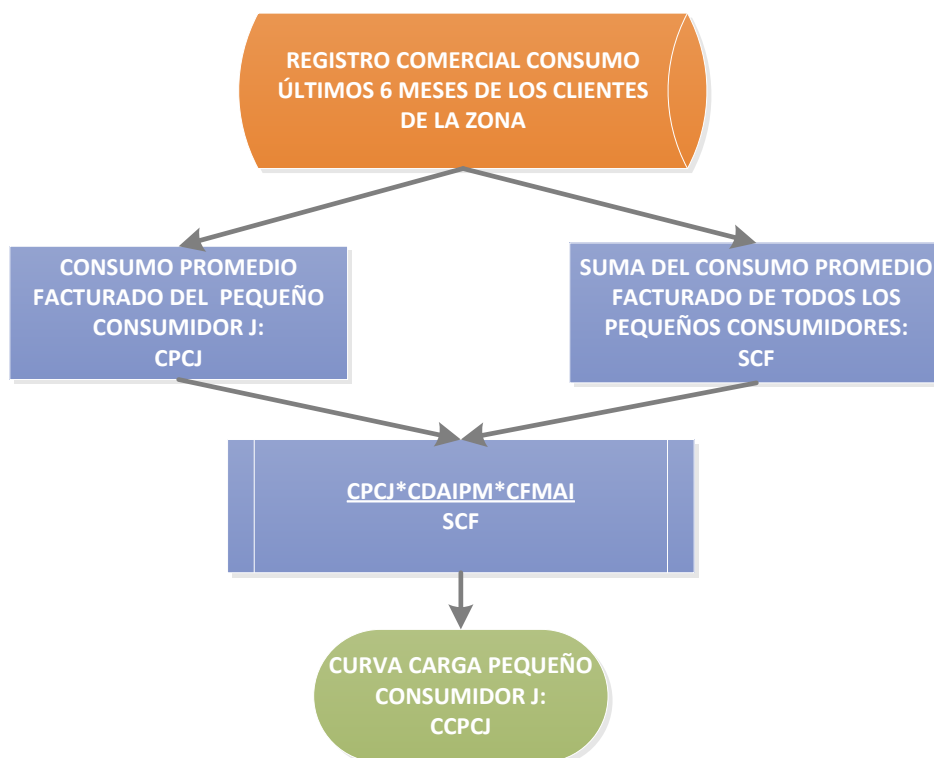 REGISTRO COMERCIAL CONSUMO
ÚLTIMOS 6 MESES DE LOS CLIENTES
DE LA ZONA
CONSUMO PROMEDIO
FACTURADO DEL PEQUEÑO
CONSUMIDOR J:
CPCJ
SUMA DEL CONSUMO PROMEDIO
FACTURADO DE TODOS LOS
PEQUEÑOS CONSUMIDORES:
SCF
CPCJ*CDAIPM*CFMAI
SCF
CURVA CARGA PEQUEÑO
CONSUMIDOR J:
CCPCJ